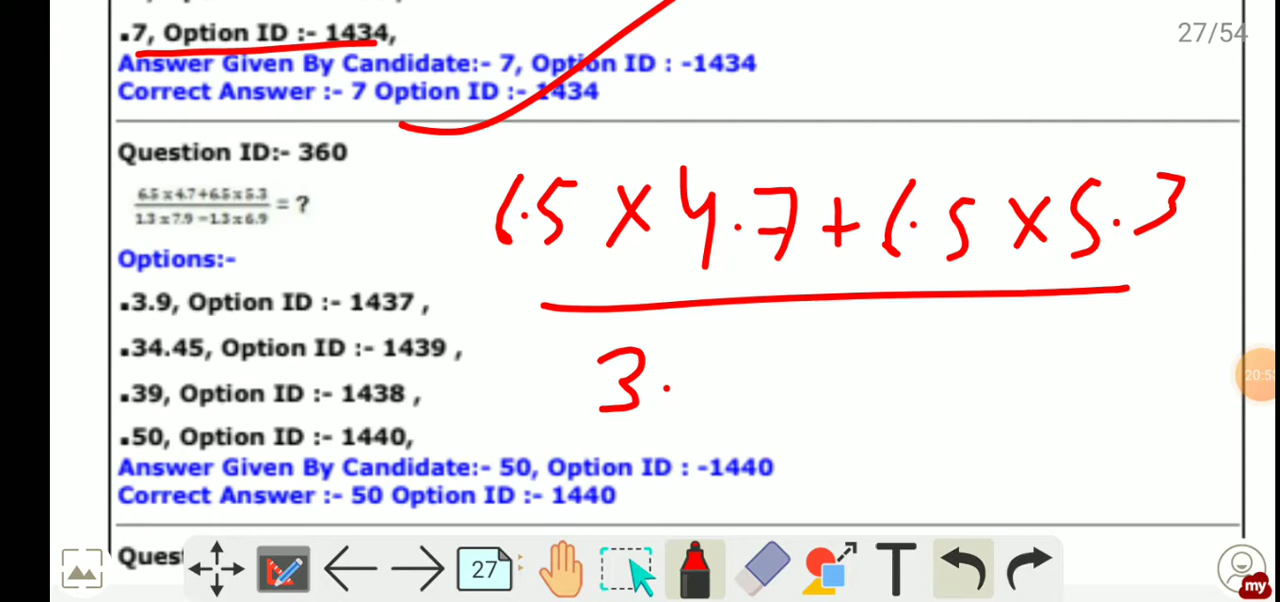 .7, Option ID :- 1434,
27/54
Answer Given By Candidate:- 7, Option ID : -1434
Correct Answer :- 7 Option ID :- 1434
Question ID:- 360
6.5 x 4.7+6.5 x 5.3
1.3 x 7.9 -1.3 x 6.9
= ?
6.5 x 4.7 + 6.5 x 5.3
3.
Options:-
.3.9, Option ID :- 1437 ,
.34.45, Option ID :- 1439 ,
.39, Option ID :- 1438 ,
.50, Option ID :- 1440,
Answer Given By Candidate:- 50, Option ID : -1440
Correct Answer :- 50 Option ID :- 1440
27
T
my